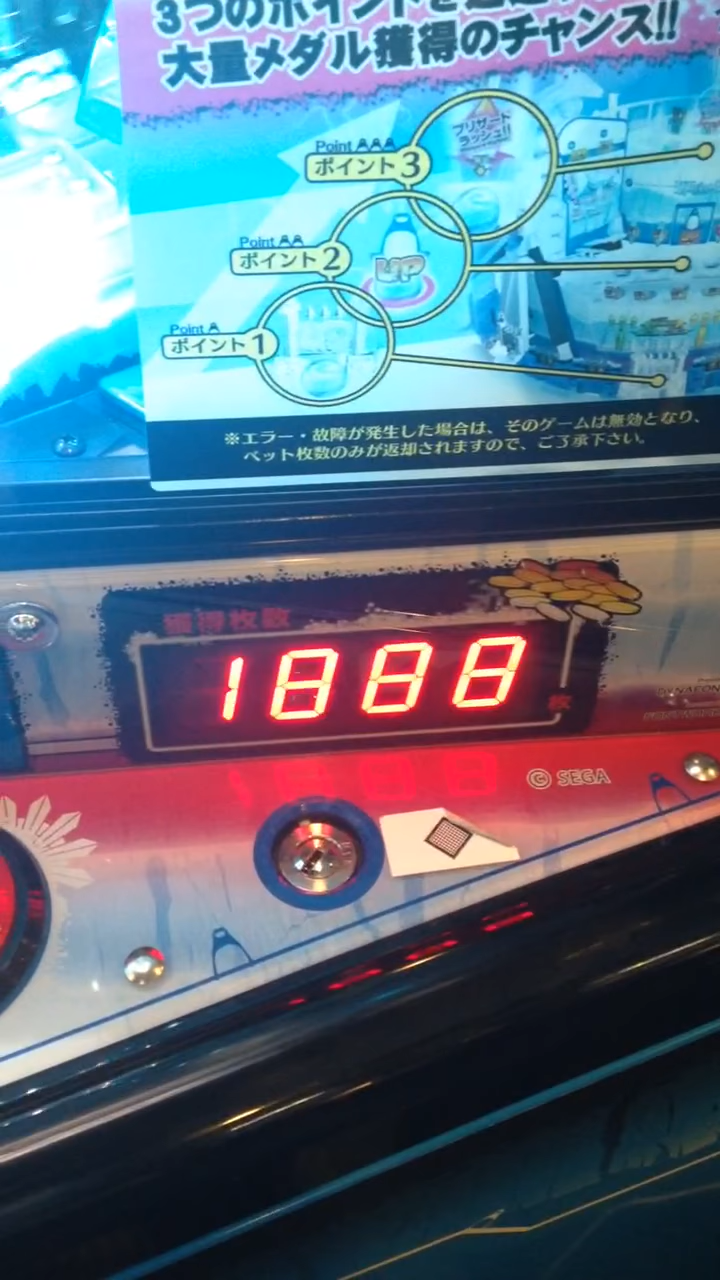 3つのポイントを
大量メダル獲得のチャンス!!
ブリザード
ラッシュ!!
Point
ポイント3
Point
ポイント2
UP
Point
ポイント1
※エラー・故障が発生した場合は、そのゲームは無効となり、
ベット枚数のみが返却されますので、ご了承下さい。
獲得枚数
1888
枚
© SEGA